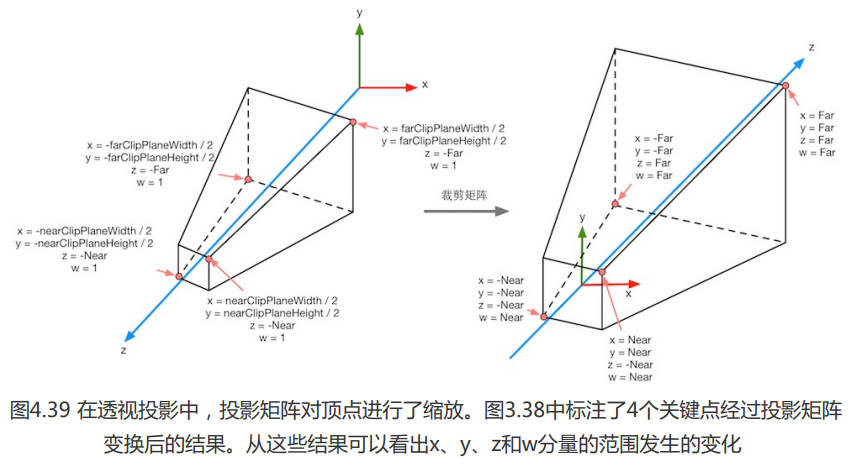 y
x
x = farClipPlaneWidth / 2
y = farClipPlaneHeight / 2
z = -Far
w = 1
x = -farClipPlaneWidth / 2
y = -farClipPlaneHeight / 2
z = -Far
w = 1
x = -nearClipPlaneWidth / 2
y = -nearClipPlaneHeight / 2
z = -Near
w = 1
x = nearClipPlaneWidth / 2
y = nearClipPlaneHeight / 2
z = -Near
w = 1
z
裁剪矩阵
z
x = Far
y = Far
z = Far
w = Far
x = -Far
y = -Far
z = Far
w = Far
y
x
x = -Near
y = -Near
z = -Near
w = Near
x = Near
y = Near
z = -Near
w = Near
图4.39 在透视投影中，投影矩阵对顶点进行了缩放。图3.38中标注了4个关键点经过投影矩阵
变换后的结果。从这些结果可以看出x、y、z和w分量的范围发生的变化